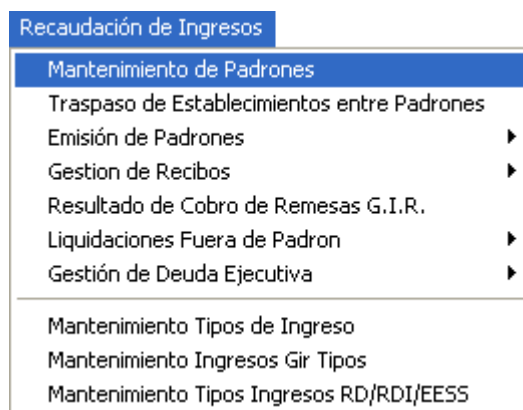 Recaudación de Ingresos
Mantenimiento de Padrones
Traspaso de Establecimientos entre Padrones
Emisión de Padrones
Gestion de Recibos
Resultado de Cobro de Remesas G.I.R.
Liquidaciones Fuera de Padron
Gestión de Deuda Ejecutiva
Mantenimiento Tipos de Ingreso
Mantenimiento Ingresos Gir Tipos
Mantenimiento Tipos Ingresos RD/RDI/EESS